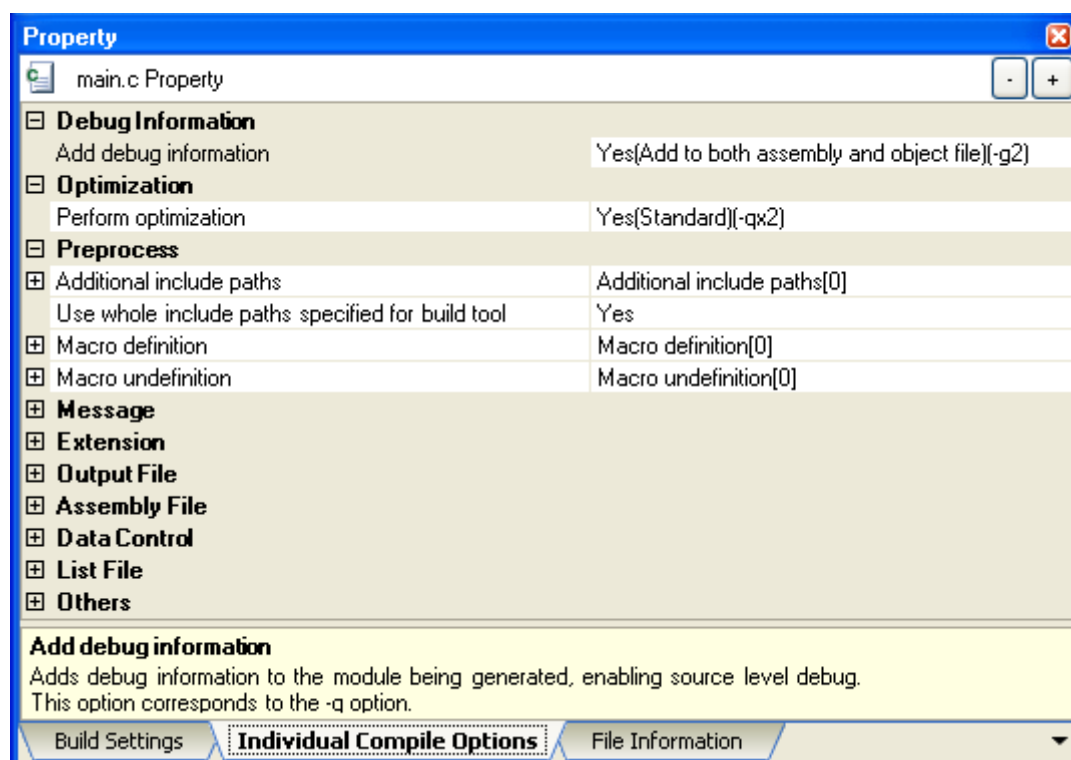 Property
main.c Property
- +
Debug Information
Add debug information Yes(Add to both assembly and object file)(-g2)
Optimization
Perform optimization Yes(Standard)(-qx2)
Preprocess
Additional include paths Additional include paths[0]
Use whole include paths specified for build tool Yes
Macro definition Macro definition[0]
Macro undefinition Macro undefinition[0]
Message
Extension
Output File
Assembly File
Data Control
List File
Others
Add debug information
Adds debug information to the module being generated, enabling source level debug.
This option corresponds to the -g option.
Build Settings Individual Compile Options File Information